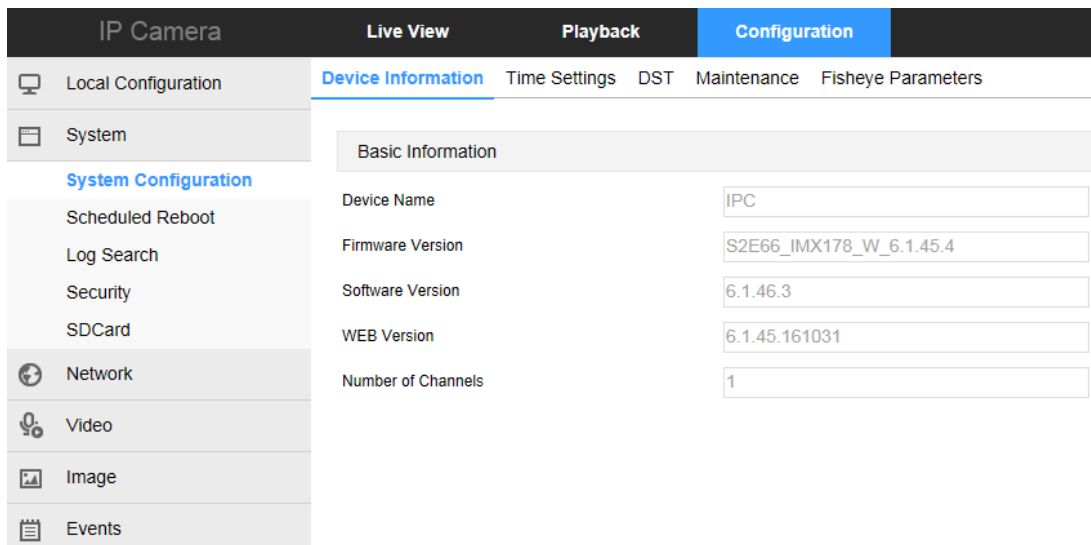 IP Camera Live View Playback Configuration
Local Configuration
Device Information Time Settings DST Maintenance Fisheye Parameters
System
Basic Information
System Configuration
Scheduled Reboot
Log Search
Security
SDCard
Network
Video
Image
Events
Device Name IPC
Firmware Version S2E66_IMX178_W_6.1.45.4
Software Version 6.1.46.3
WEB Version 6.1.45.161031
Number of Channels 1